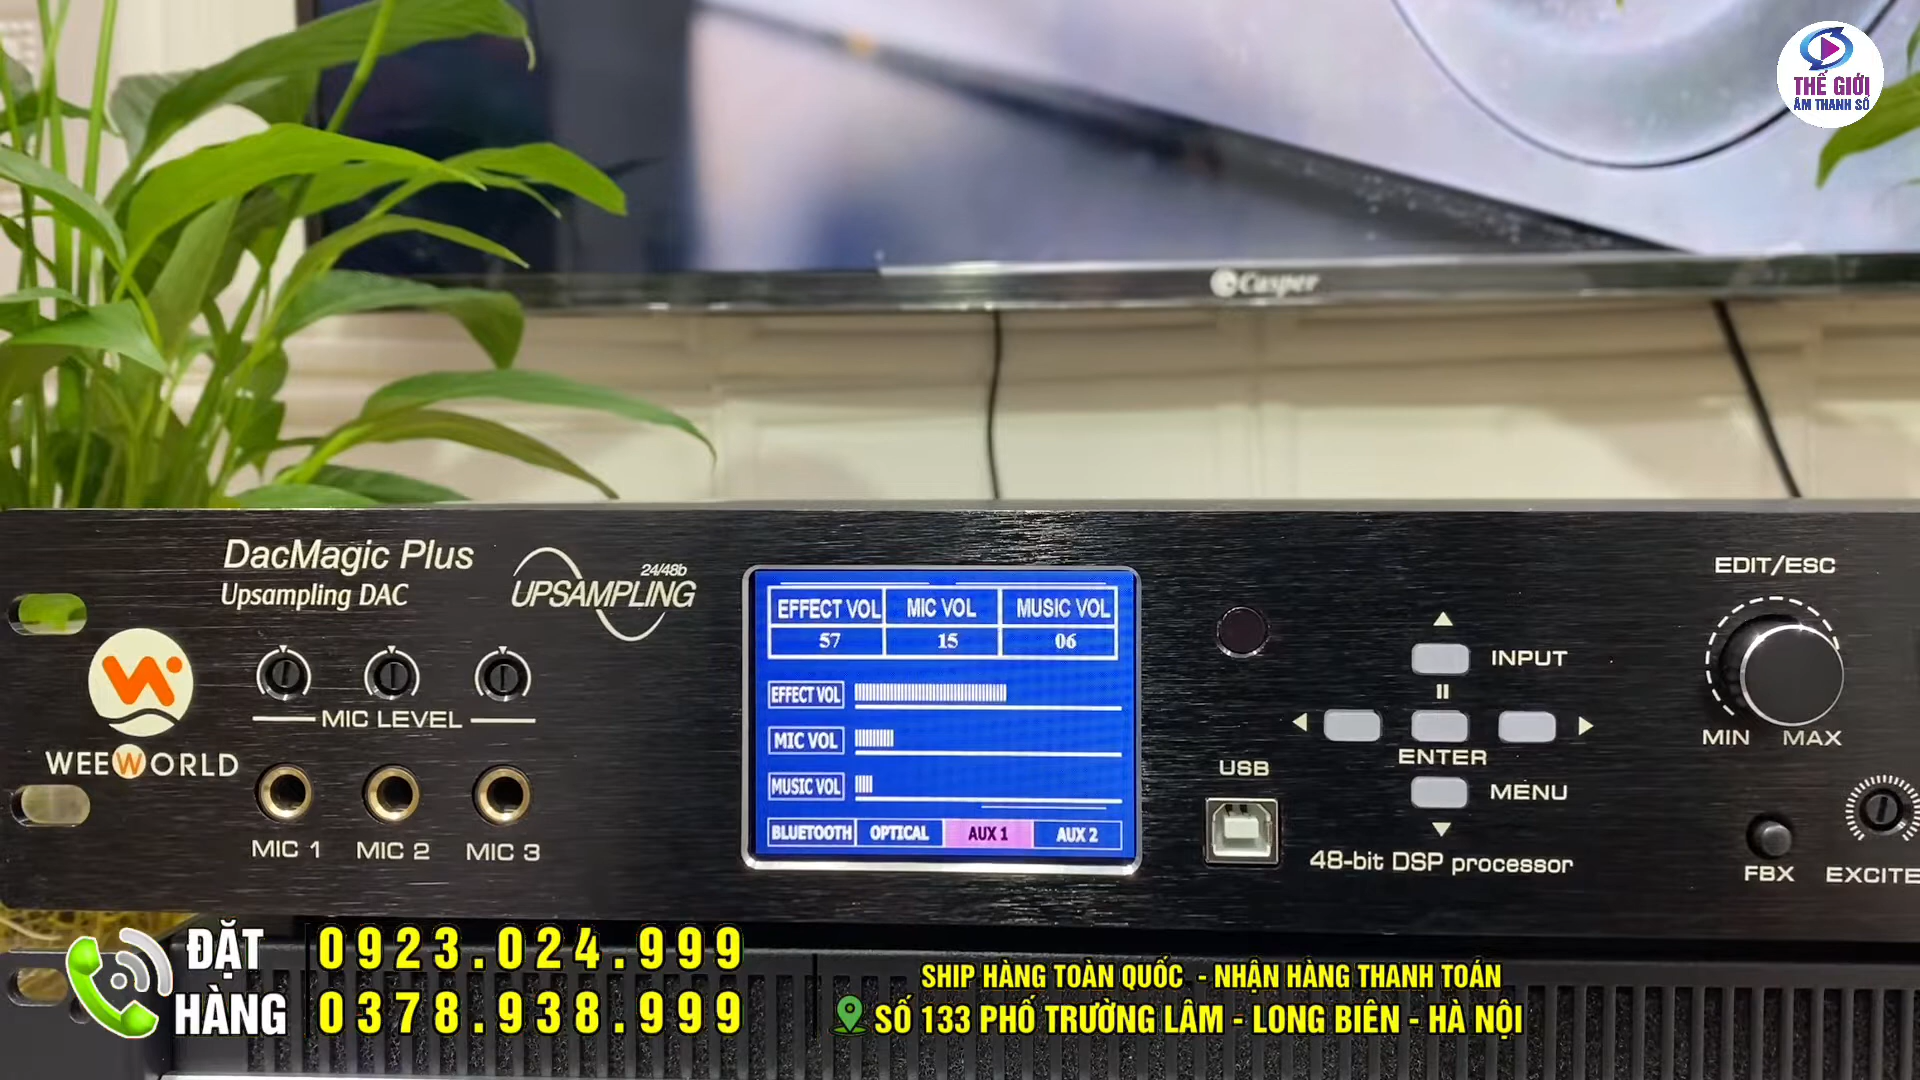 THẾ GIỚI
ÂM THANH SỐ
Casper
DacMagic Plus
Upsampling DAC
24/48b
UPSAMPLING
WEEWORLD
MIC LEVEL
MIC 1 MIC 2 MIC 3
EFFECT VOL MIC VOL MUSIC VOL
57 15 06
EFFECT VOL
MIC VOL
MUSIC VOL
BLUETOOTH OPTICAL AUX 1 AUX 2
USB
INPUT
ENTER
MENU
48-bit DSP processor
EDIT/ESC
MIN MAX
FBX EXCITE
ĐẶT
HÀNG
0923.024.999
0378.938.999
SHIP HÀNG TOÀN QUỐC - NHẬN HÀNG THANH TOÁN
SỐ 133 PHỐ TRƯỜNG LÂM - LONG BIÊN - HÀ NỘI